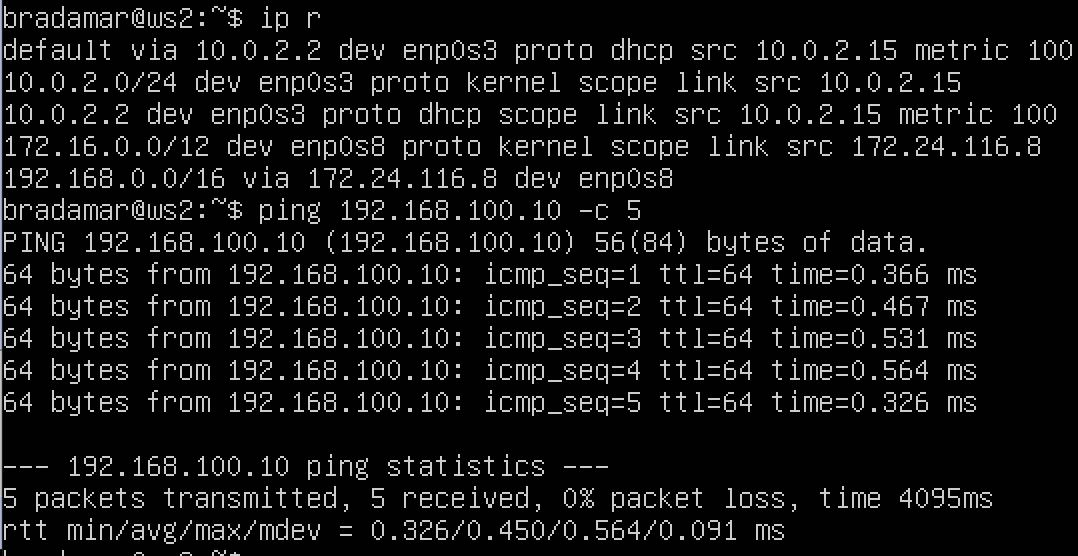 bradamar@ws2:~$ ip r
default via 10.0.2.2 dev enp0s3 proto dhcp src 10.0.2.15 metric 100
10.0.2.0/24 dev enp0s3 proto kernel scope link src 10.0.2.15
10.0.2.2 dev enp0s3 proto dhcp scope link src 10.0.2.15 metric 100
172.16.0.0/12 dev enp0s8 proto kernel scope link src 172.24.116.8
192.168.0.0/16 via 172.24.116.8 dev enp0s8
bradamar@ws2:~$ ping 192.168.100.10 -c 5
PING 192.168.100.10 (192.168.100.10) 56(84) bytes of data.
64 bytes from 192.168.100.10: icmp_seq=1 ttl=64 time=0.366 ms
64 bytes from 192.168.100.10: icmp_seq=2 ttl=64 time=0.467 ms
64 bytes from 192.168.100.10: icmp_seq=3 ttl=64 time=0.531 ms
64 bytes from 192.168.100.10: icmp_seq=4 ttl=64 time=0.564 ms
64 bytes from 192.168.100.10: icmp_seq=5 ttl=64 time=0.326 ms

--- 192.168.100.10 ping statistics ---
5 packets transmitted, 5 received, 0% packet loss, time 4095ms
rtt min/avg/max/mdev = 0.326/0.450/0.564/0.091 ms